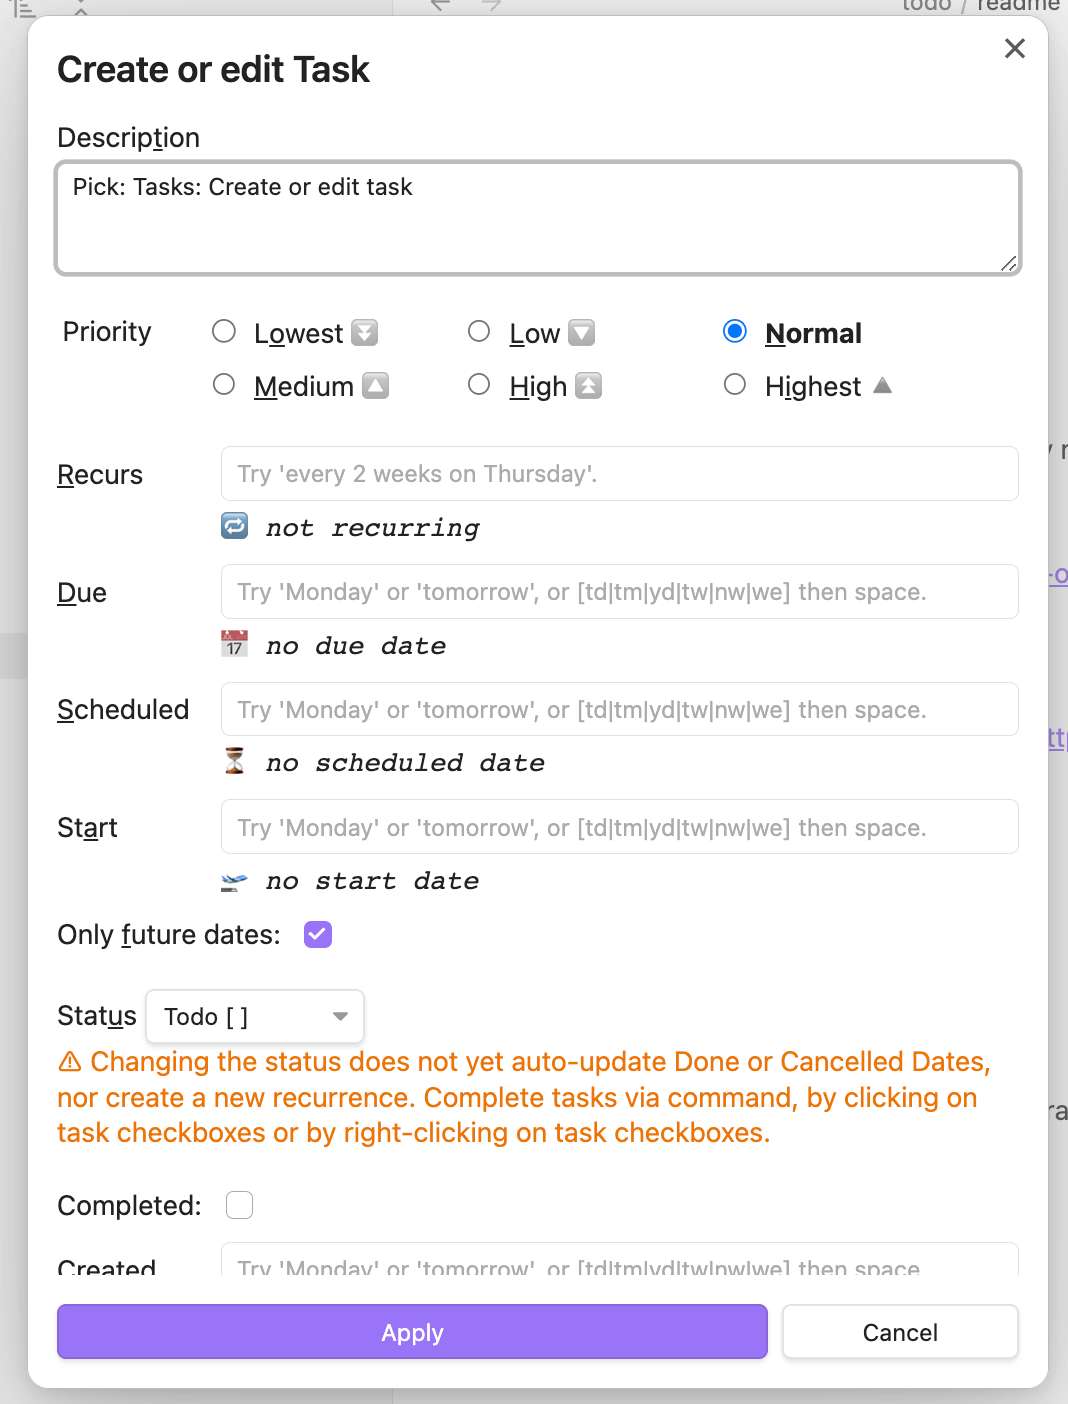 todo / readme
Create or edit Task
Description
Pick: Tasks: Create or edit task
Priority
Lowest
Low
Normal
Medium
High
Highest
Recurs
Try 'every 2 weeks on Thursday'.
not recurring
Due
Try 'Monday' or 'tomorrow', or [td|tm|yd|tw|nw|we] then space.
17
no due date
Scheduled
Try 'Monday' or 'tomorrow', or [td|tm|yd|tw|nw|we] then space.
no scheduled date
Start
Try 'Monday' or 'tomorrow', or [td|tm|yd|tw|nw|we] then space.
no start date
Only future dates:
Status
Todo [ ]
⚠ Changing the status does not yet auto-update Done or Cancelled Dates,
nor create a new recurrence. Complete tasks via command, by clicking on
task checkboxes or by right-clicking on task checkboxes.
Completed:
Created
Try 'Monday' or 'tomorrow', or [td|tm|yd|tw|nw|we] then space.
Apply
Cancel